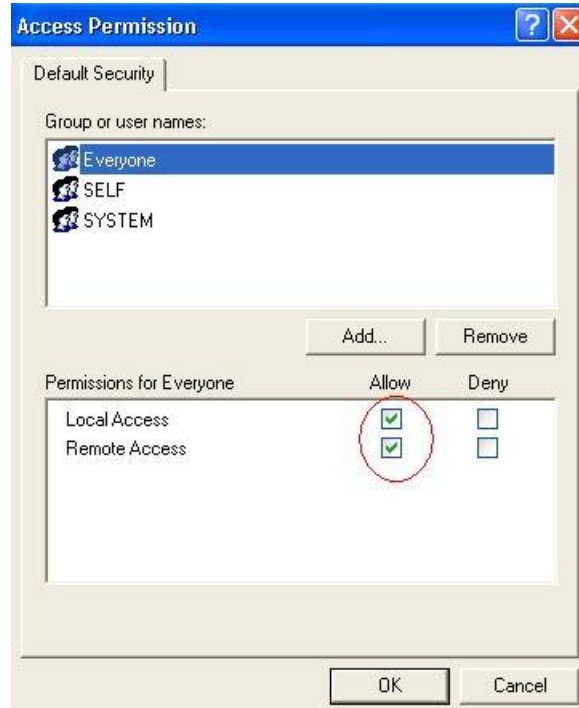 Access Permission
Default Security
Group or user names:
Everyone
SELF
SYSTEM
Add... Remove
Permissions for Everyone Allow Deny
Local Access
Remote Access
OK Cancel